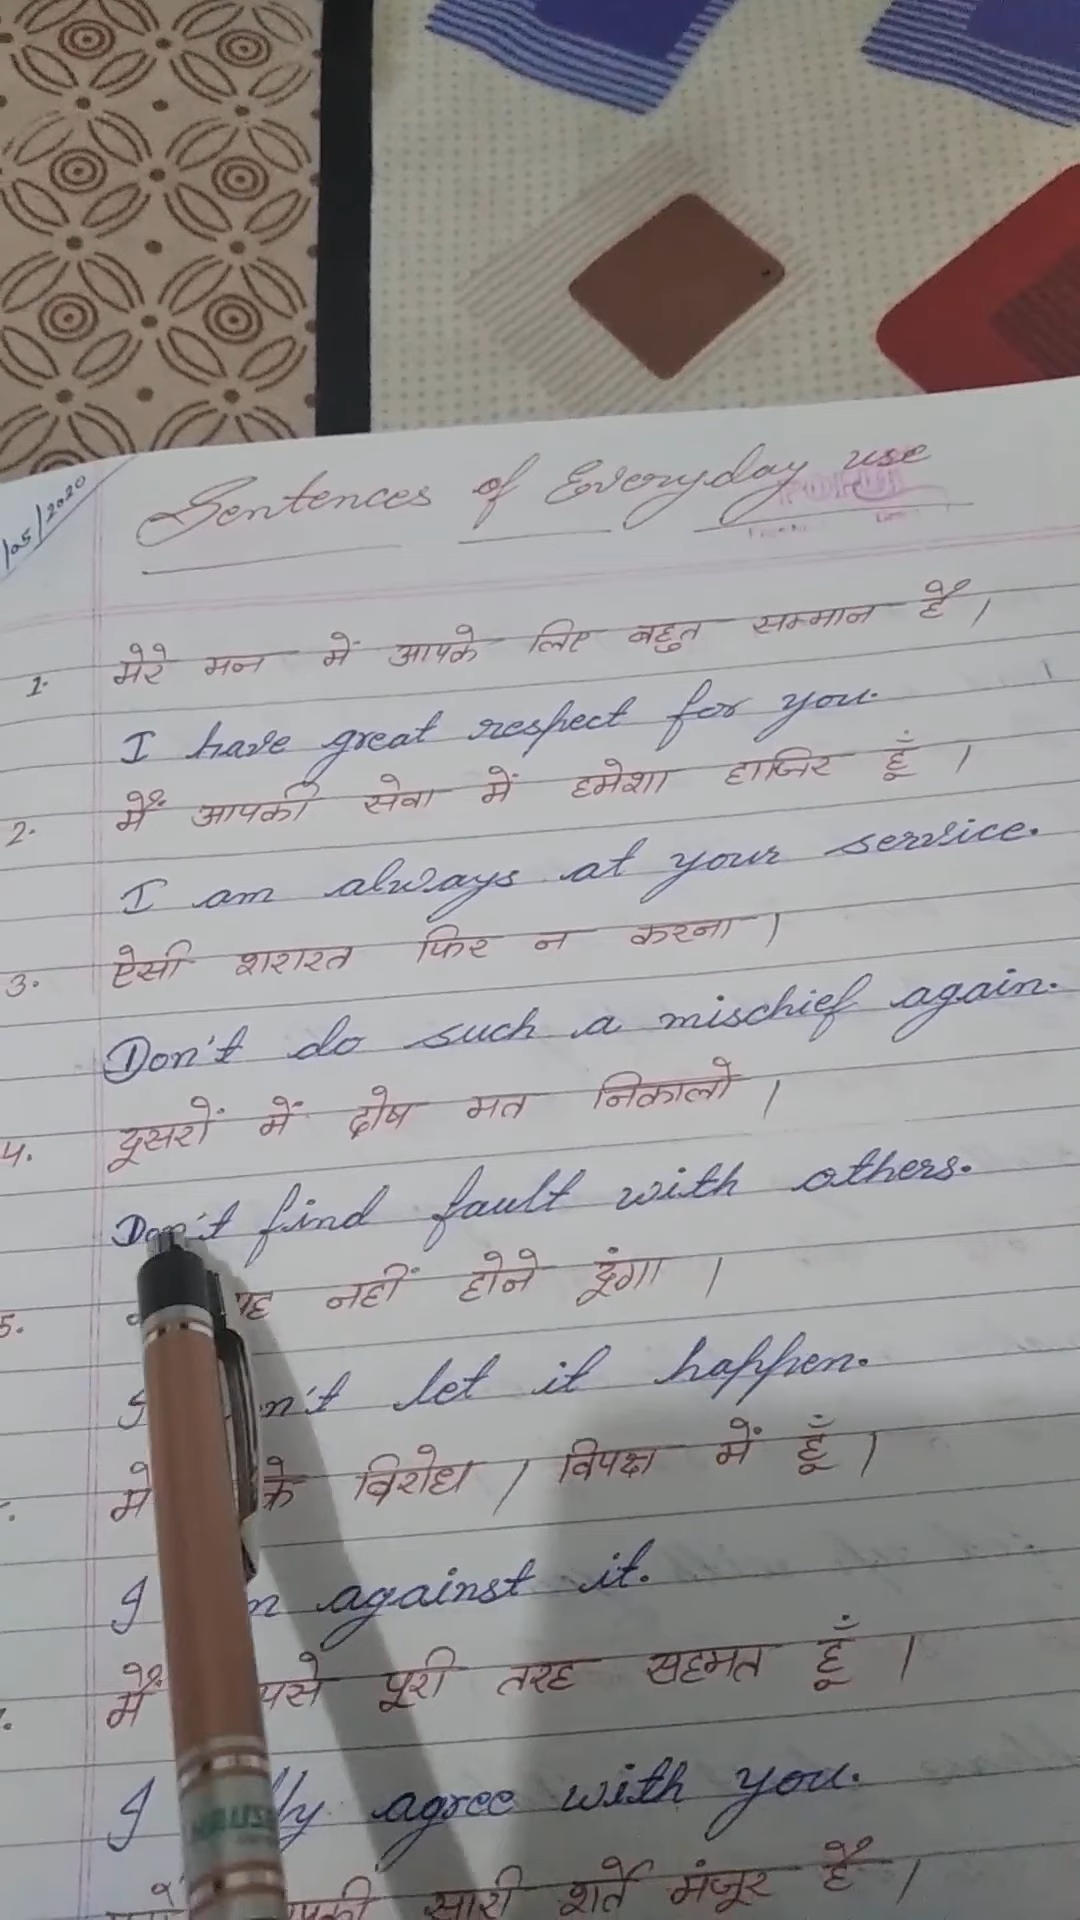 /05/2020
Sentences of Everyday use
1. मेरे मन में आपके लिए बहुत सम्मान है।
I have great respect for you.
2. मैं आपकी सेवा में हमेशा हाजिर हूँ।
I am always at your service.
3. ऐसी शरारत फिर न करना।
Don't do such a mischief again.
4. दूसरों में दोष मत निकालो।
Don't find fault with others.
5. नहीं होने दूंगा।
let it happen.
के विरोध / विपक्ष में हूँ।
I against it.
मैं पूरी तरह सहमत हूँ।
I agree with you.
सारी शर्तें मंजूर है।